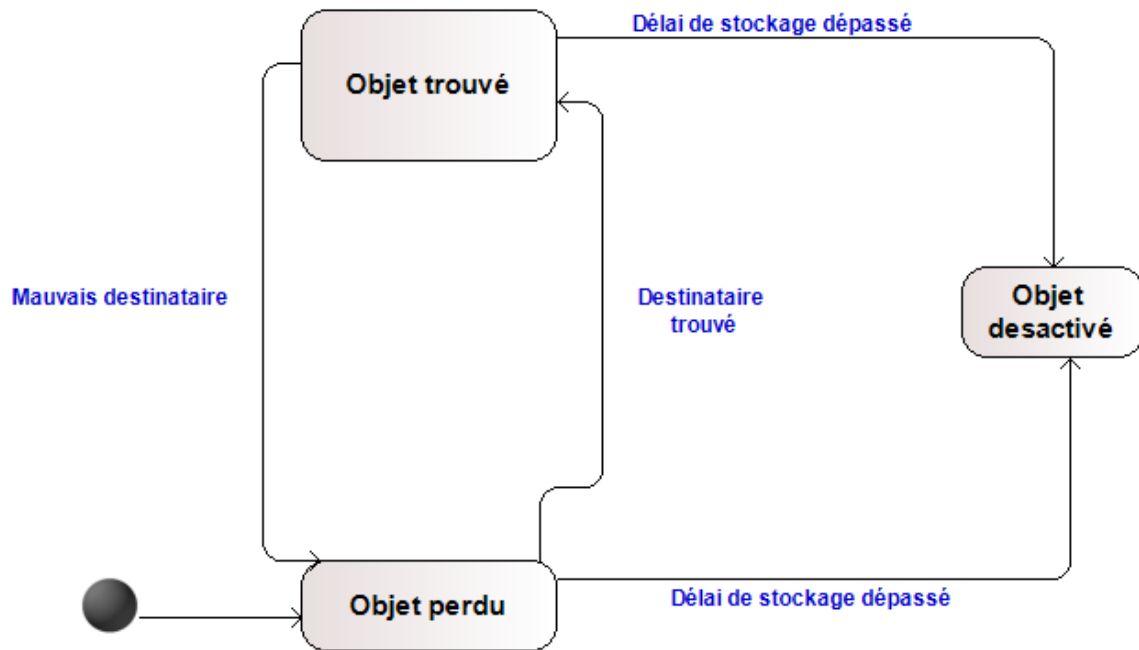 Délai de stockage dépassé
Objet trouvé
Mauvais destinataire
Destinataire
trouvé
Objet
desactivé
Objet perdu
Délai de stockage dépassé